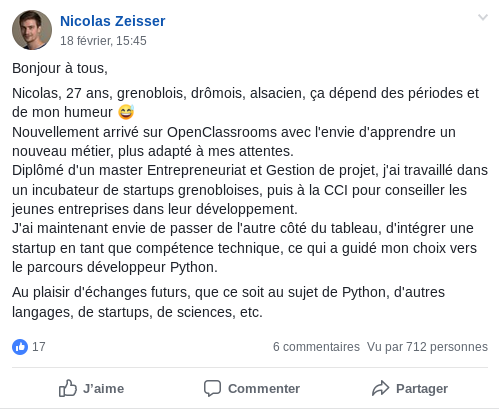 Nicolas Zeisser
18 février, 15:45
Bonjour à tous,
Nicolas, 27 ans, grenoblois, drômois, alsacien, ça dépend des périodes et
de mon humeur 😅
Nouvellement arrivé sur OpenClassrooms avec l'envie d'apprendre un
nouveau métier, plus adapté à mes attentes.
Diplômé d'un master Entrepreneuriat et Gestion de projet, j'ai travaillé dans
un incubateur de startups grenobloises, puis à la CCI pour conseiller les
jeunes entreprises dans leur développement.
J'ai maintenant envie de passer de l'autre côté du tableau, d'intégrer une
startup en tant que compétence technique, ce qui a guidé mon choix vers
le parcours développeur Python.
Au plaisir d'échanges futurs, que ce soit au sujet de Python, d'autres
langages, de startups, de sciences, etc.
17 6 commentaires Vu par 712 personnes
J'aime Commenter Partager